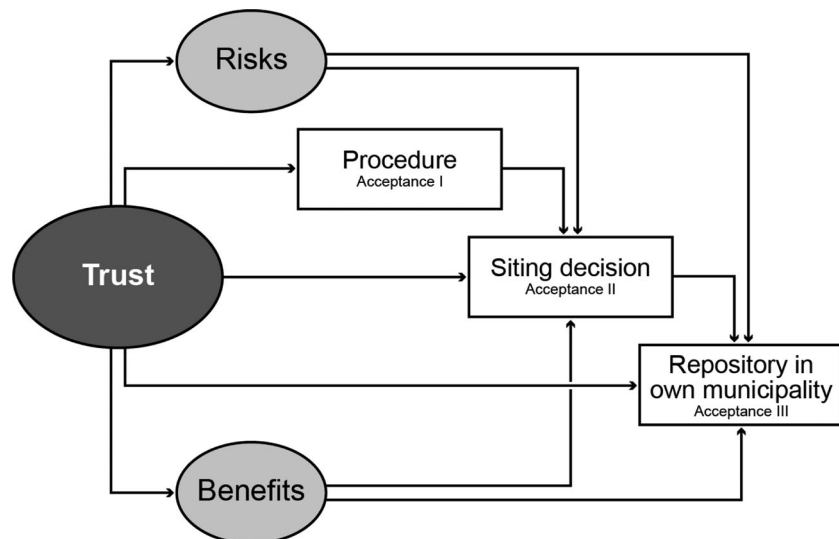 Risks
Procedure
Acceptance I
Trust
Siting decision
Acceptance II
Repository in
own municipality
Acceptance III
Benefits